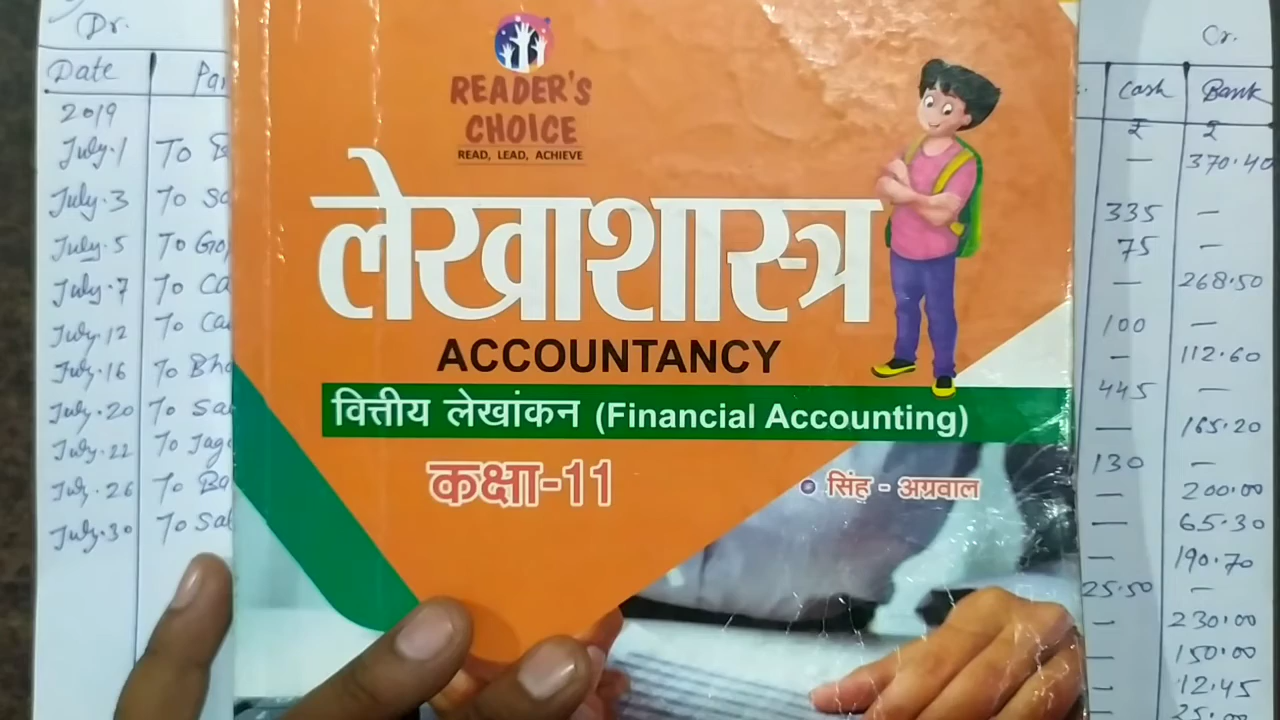 Dr.
Cr.
Date
Cash
Bank
2019
₹
₹
July.1 To
—
370.40
July.3 To
335
—
July.5 To
75
—
July.7 To
—
268.50
July.12 To
100
—
July.16 To
-
112.60
July.20 To
445
-
July.22 To
—
165.20
July.26 To
130
—
July.30 To
—
200.00
—
65.30
—
190.70
25.50
—
—
230.00
—
150.00
—
12.45
READER'S
CHOICE
READ, LEAD, ACHIEVE
लेखाशास्त्र
ACCOUNTANCY
वित्तीय लेखांकन (Financial Accounting)
कक्षा-11
सिंह - अग्रवाल